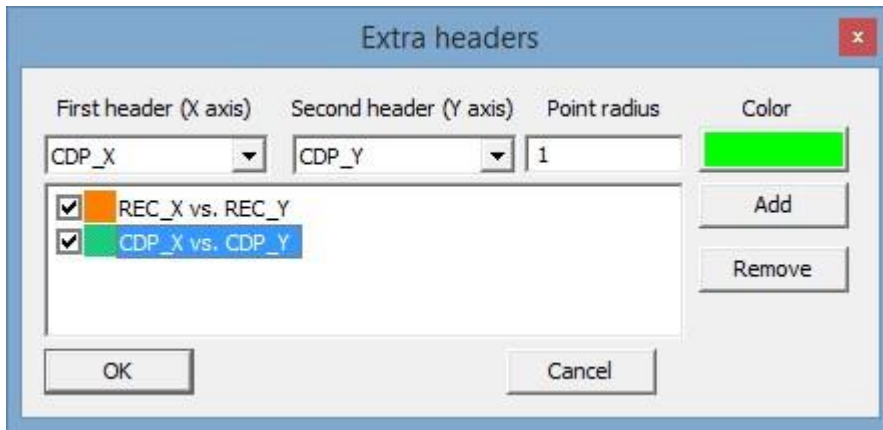 Extra headers
x
First header (X axis) Second header (Y axis) Point radius Color
CDP_X CDP_Y 1
REC_X vs. REC_Y
Add
CDP_X vs. CDP_Y
Remove
OK Cancel